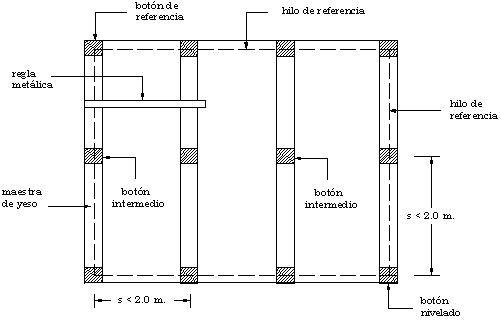 botón de
referencia
hilo de referencia
regla
metálica
hilo de
referencia
maestra
de yeso
botón
intermedio
botón
intermedio
s < 2.0 m.
s < 2.0 m.
botón
nivelado